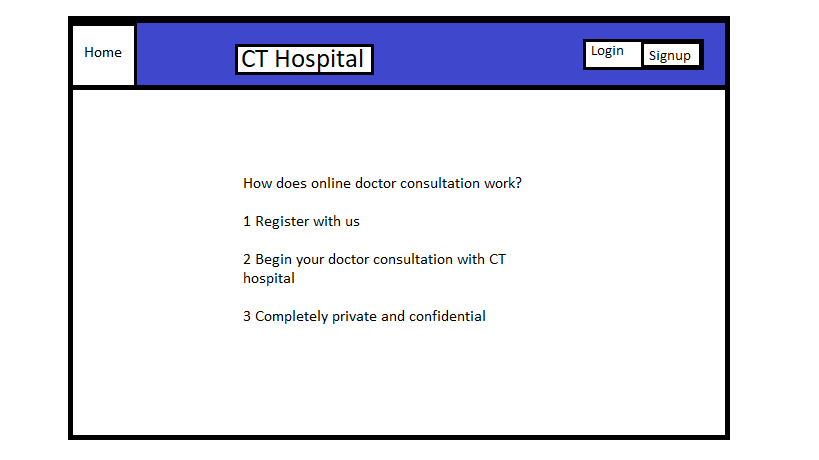 Home
CT Hospital
Login
Signup
How does online doctor consultation work?
1 Register with us
2 Begin your doctor consultation with CT
hospital
3 Completely private and confidential